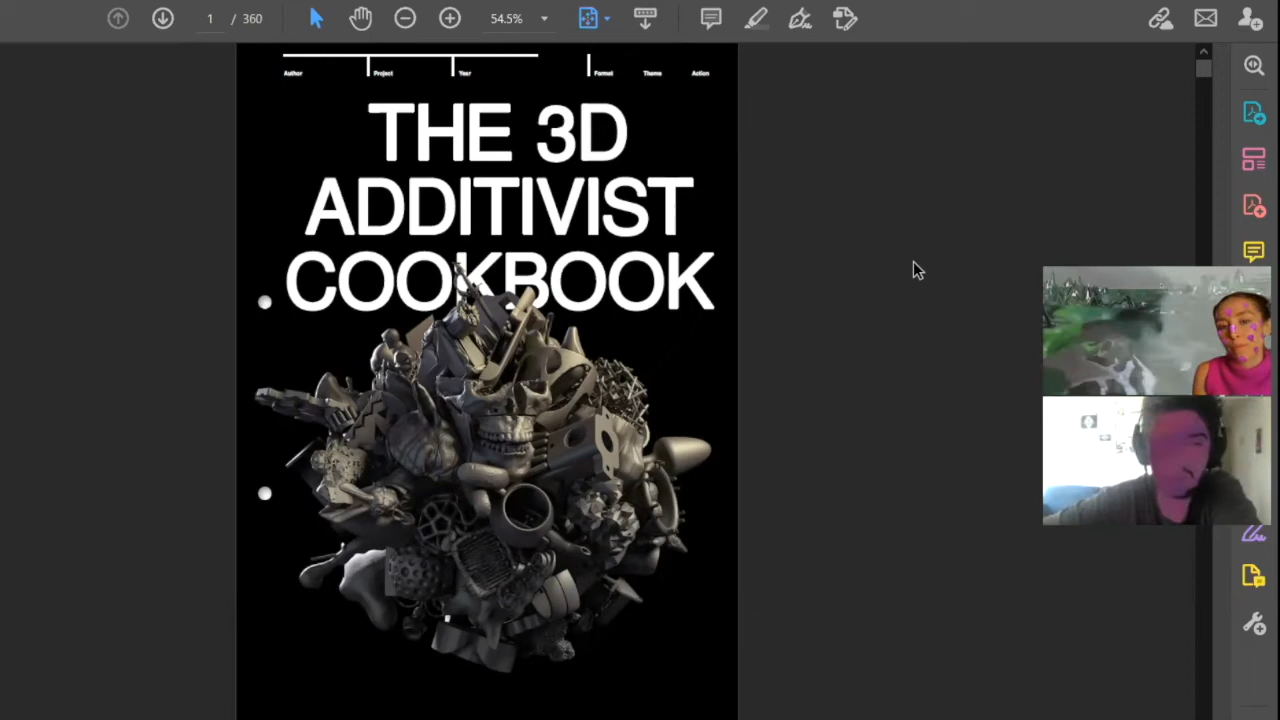 1 / 360
54.5%
Author Project Year Format Theme Action
THE 3D
ADDITIVIST
COOKBOOK